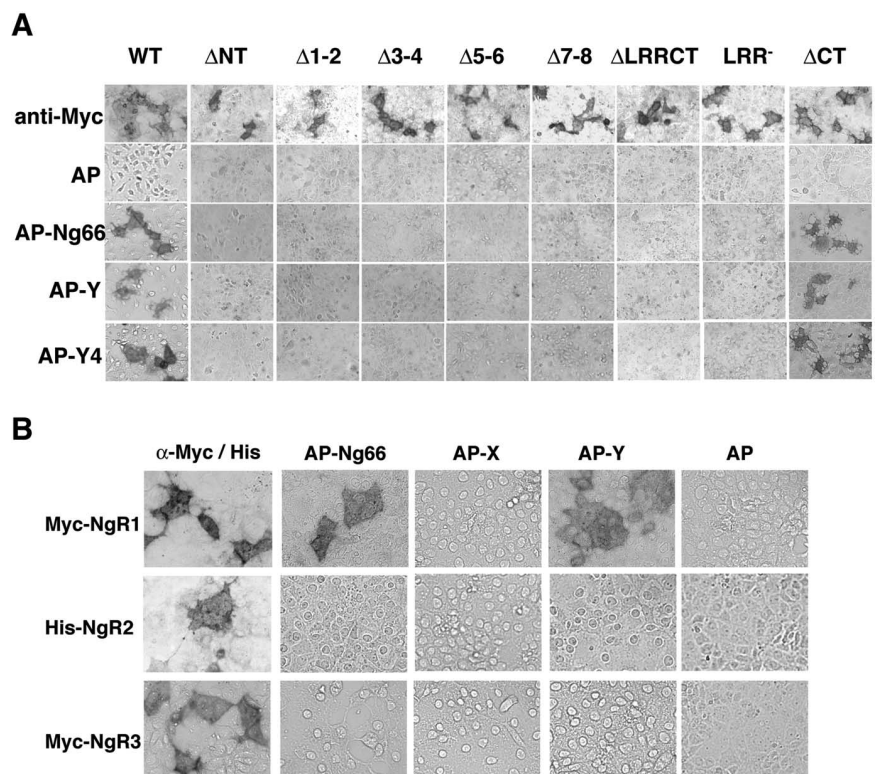 A
WT ΔNT Δ1-2 Δ3-4 Δ5-6 Δ7-8 ΔLRRCT LRR⁻ ΔCT
anti-Myc
AP
AP-Ng66
AP-Y
AP-Y4
B
α-Myc / His AP-Ng66 AP-X AP-Y AP
Myc-NgR1
His-NgR2
Myc-NgR3